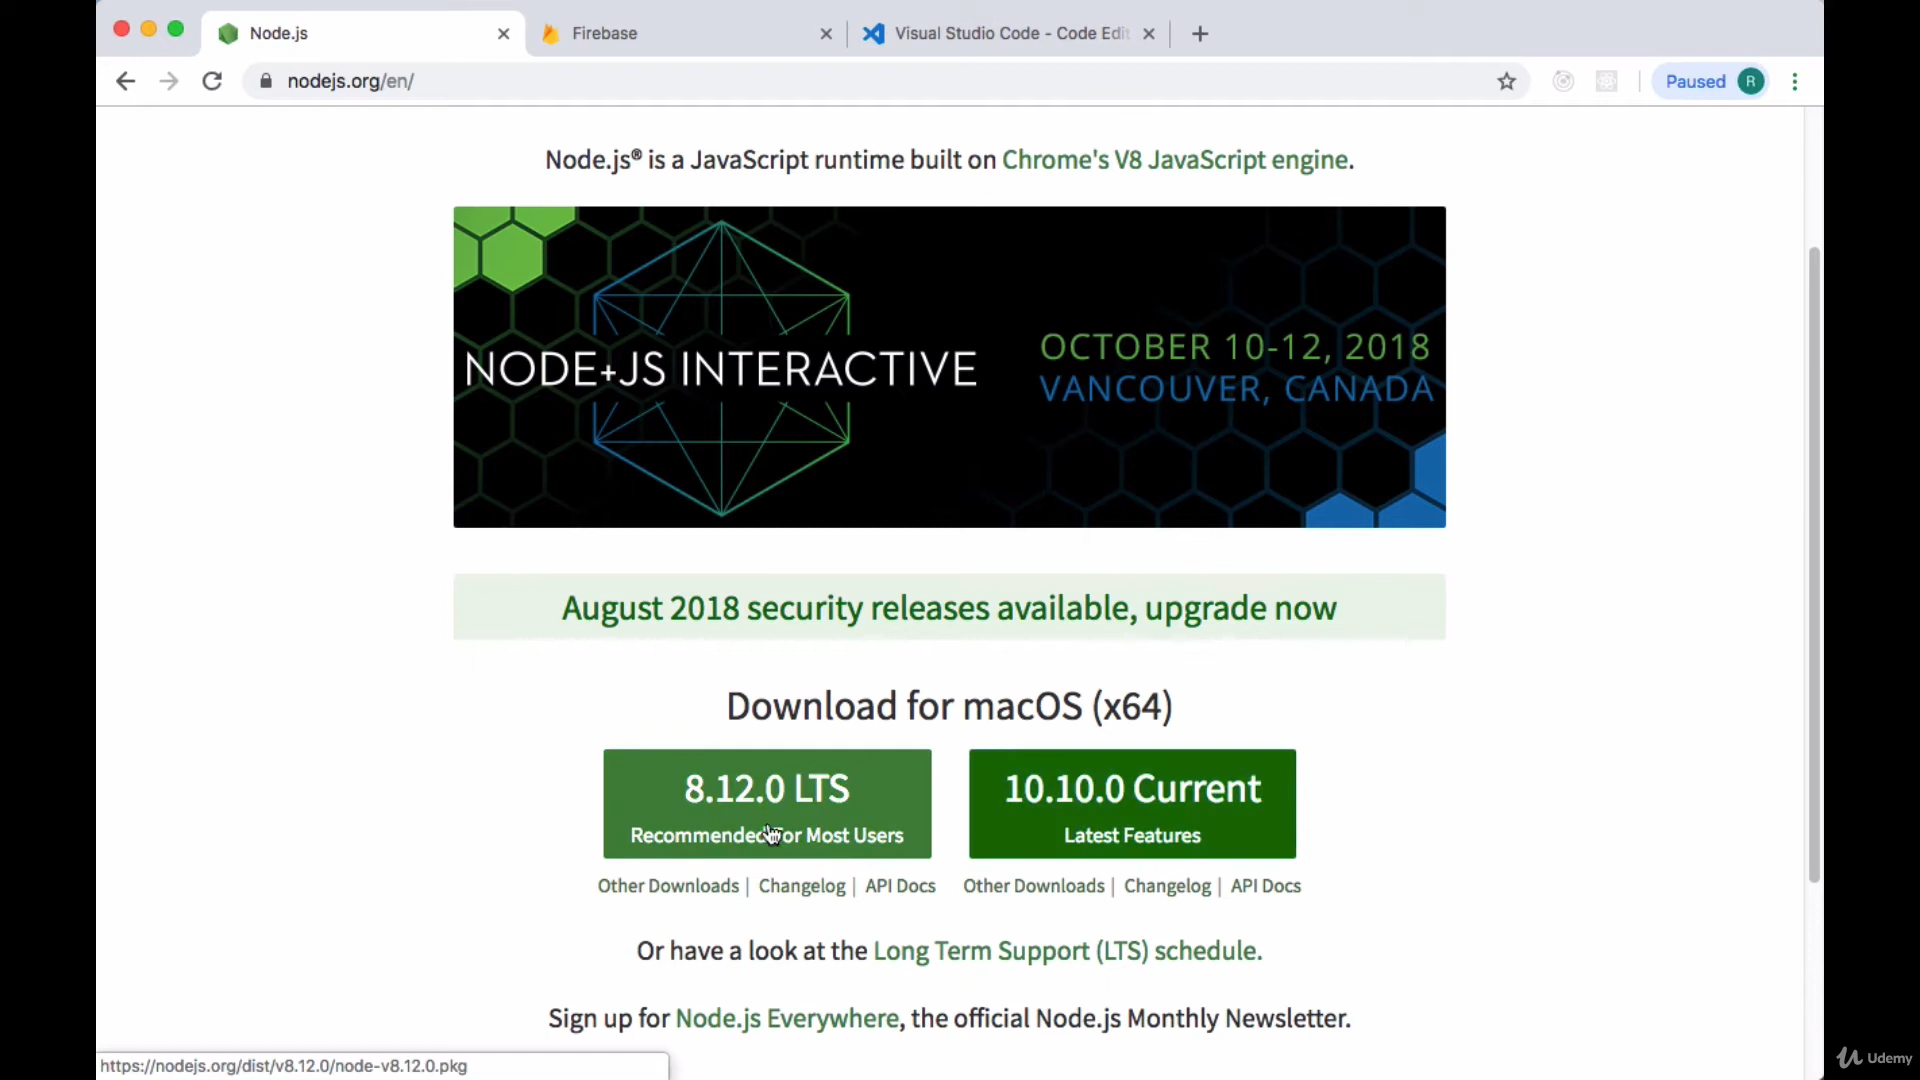 Node.js
Firebase
Visual Studio Code - Code Edi
nodejs.org/en/
Paused R
Node.js® is a JavaScript runtime built on Chrome's V8 JavaScript engine.
NODE+JS INTERACTIVE
OCTOBER 10-12, 2018
VANCOUVER, CANADA
August 2018 security releases available, upgrade now
Download for macOS (x64)
8.12.0 LTS
Recommended For Most Users
10.10.0 Current
Latest Features
Other Downloads | Changelog | API Docs
Other Downloads | Changelog | API Docs
Or have a look at the Long Term Support (LTS) schedule.
Sign up for Node.js Everywhere, the official Node.js Monthly Newsletter.
https://nodejs.org/dist/v8.12.0/node-v8.12.0.pkg
Udemy